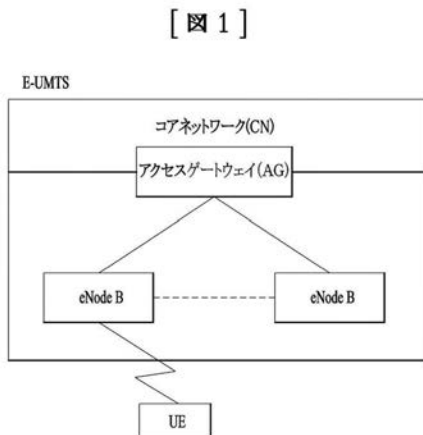 [ 図 1 ]
E-UMTS
コアネットワーク(CN)
アクセスゲートウェイ(AG)
eNode B
eNode B
UE